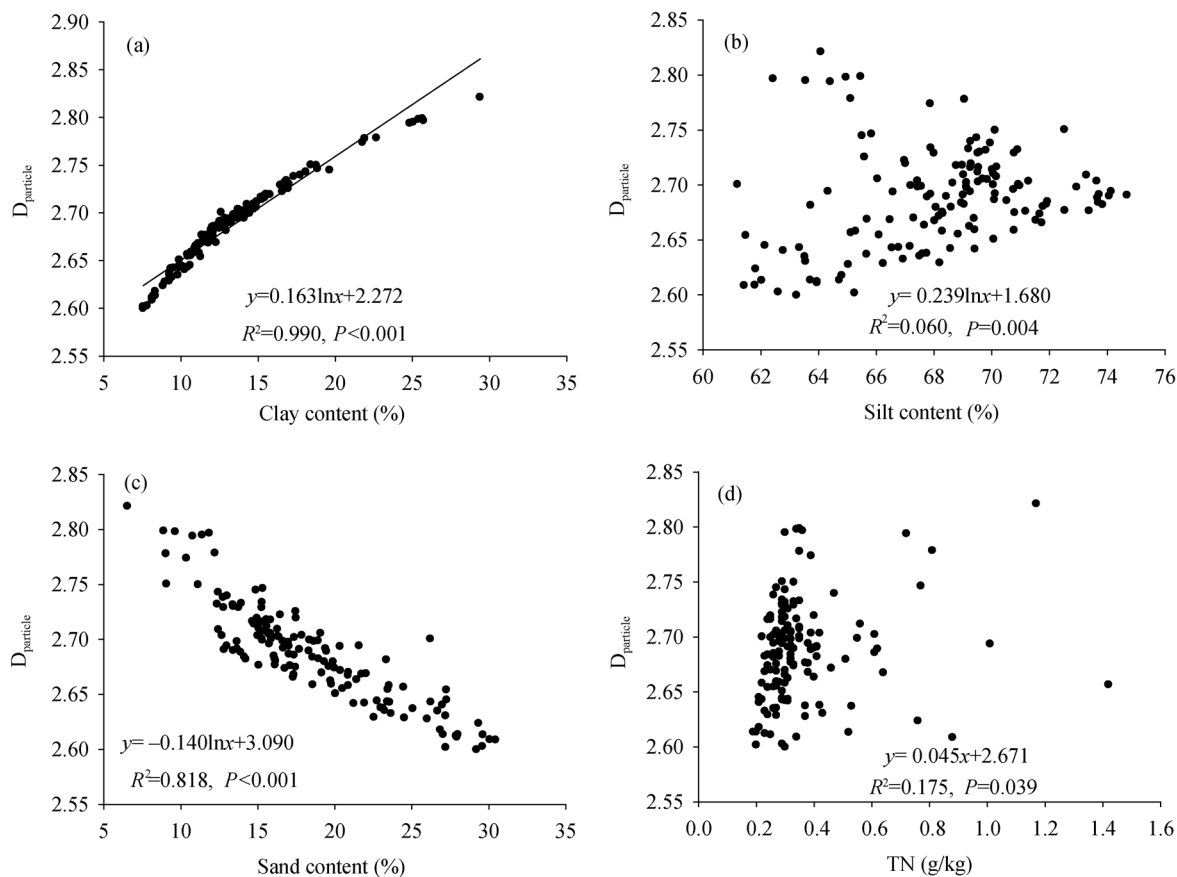 (a)
2.90
2.85
2.80
2.75
2.70
2.65
2.60
2.55
D_particle
y=0.163lnx+2.272
R²=0.990, P<0.001
5 10 15 20 25 30 35
Clay content (%)
(b)
2.85
2.80
2.75
2.70
2.65
2.60
2.55
D_particle
y= 0.239lnx+1.680
R²=0.060, P=0.004
60 62 64 66 68 70 72 74 76
Silt content (%)
(c)
2.85
2.80
2.75
2.70
2.65
2.60
2.55
D_particle
y= –0.140lnx+3.090
R²=0.818, P<0.001
5 10 15 20 25 30 35
Sand content (%)
(d)
2.85
2.80
2.75
2.70
2.65
2.60
2.55
D_particle
y= 0.045x+2.671
R²=0.175, P=0.039
0.0 0.2 0.4 0.6 0.8 1.0 1.2 1.4 1.6
TN (g/kg)